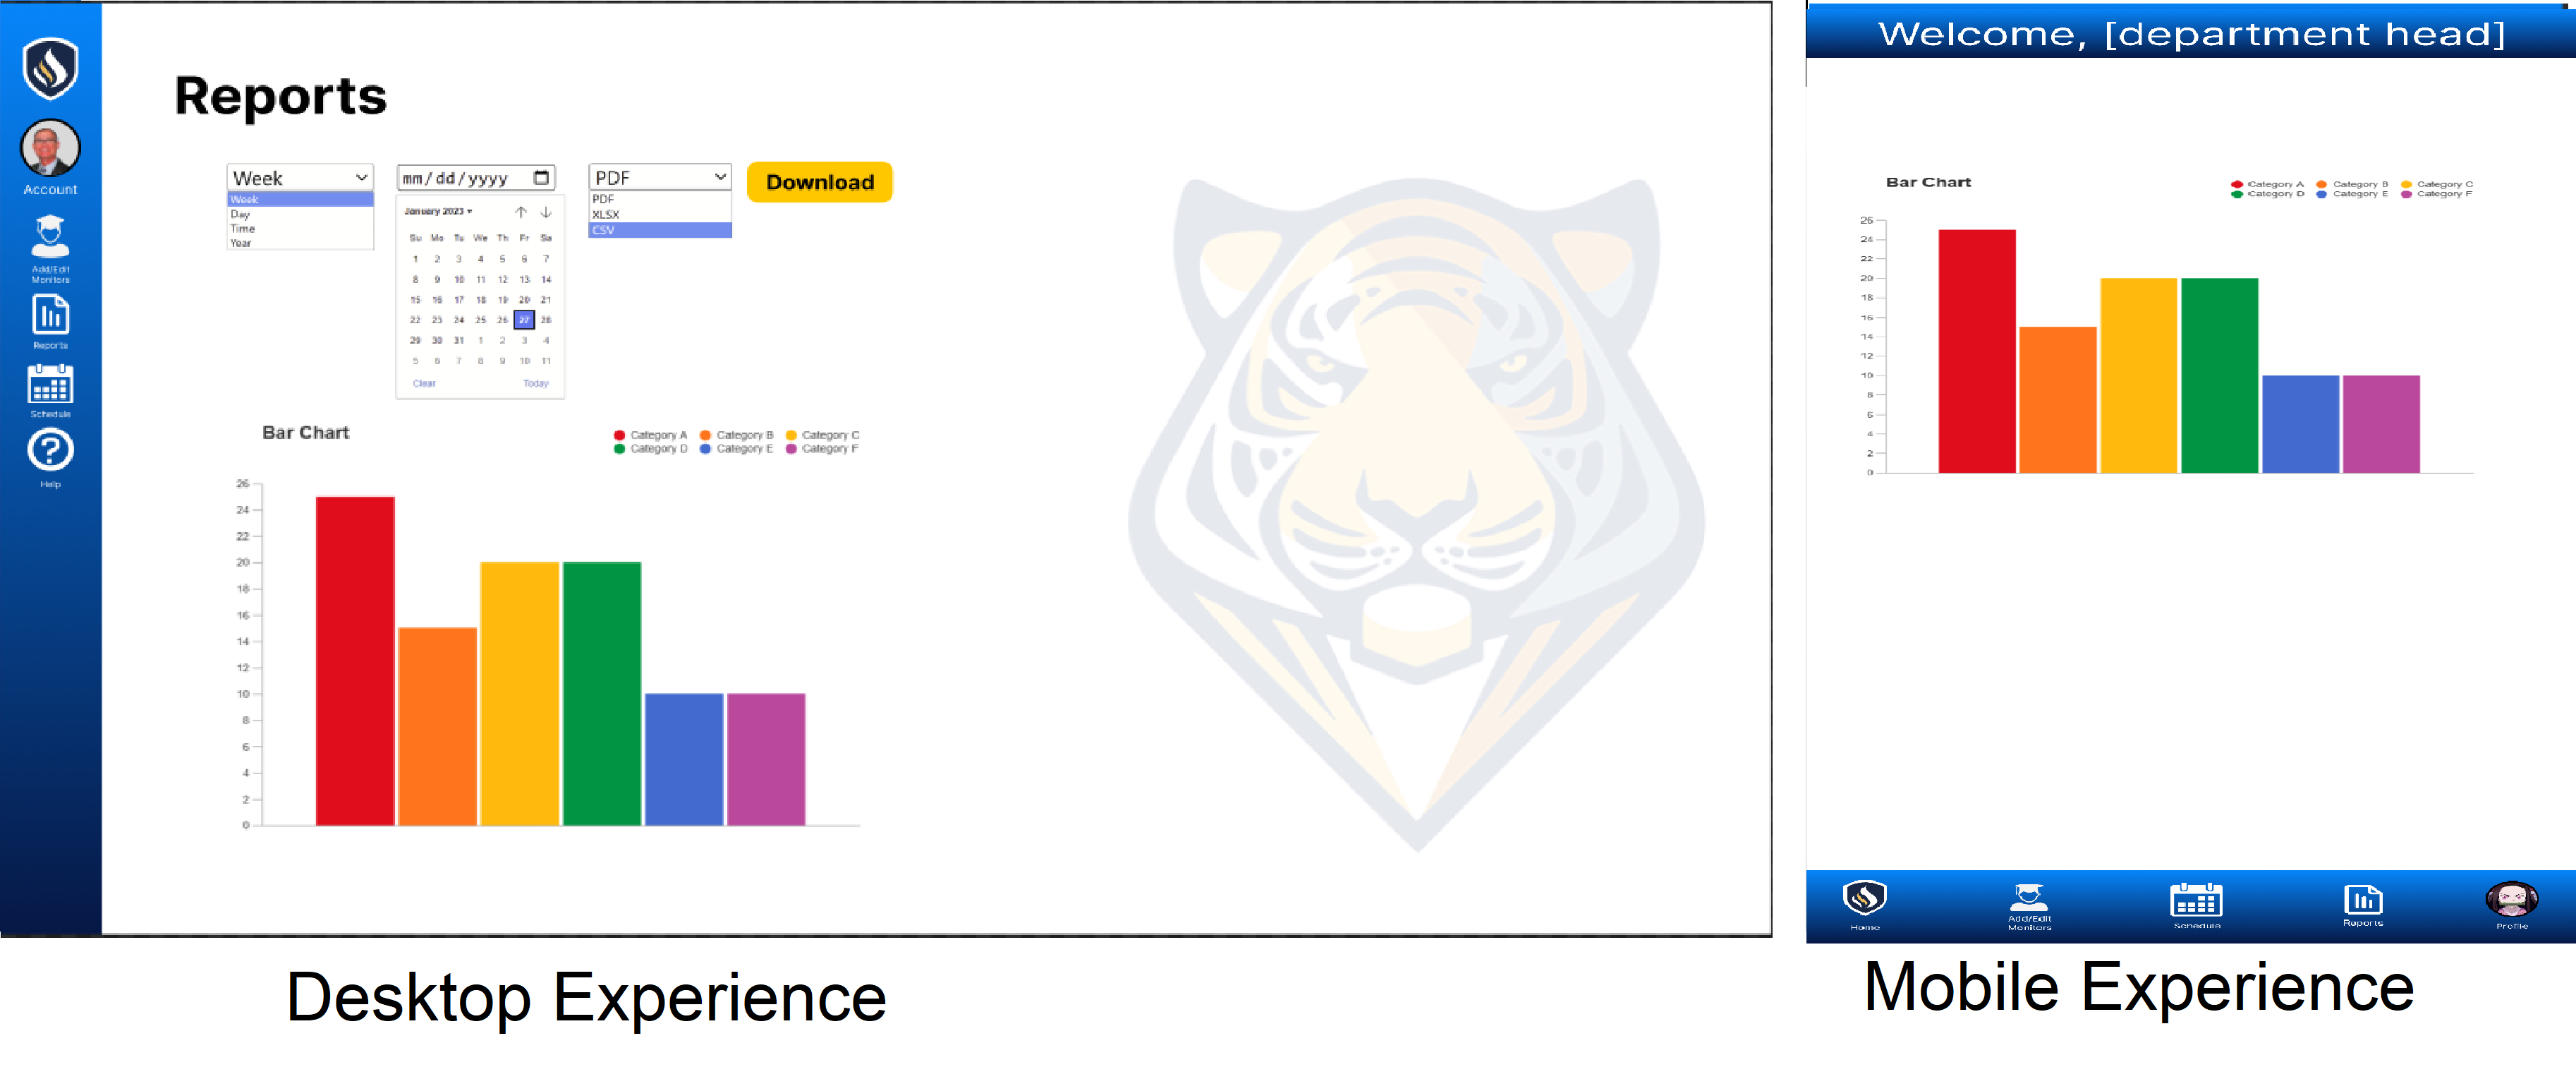 Reports
Account
Add/Edit
Monitors
Reports
Schedule
Help
Week
Week
Day
Time
Year
mm/dd/yyyy
January 2023
Su Mo Tu We Th Fr Sa
1 2 3 4 5 6 7
8 9 10 11 12 13 14
15 16 17 18 19 20 21
22 23 24 25 26 27 28
29 30 31 1 2 3 4
5 6 7 8 9 10 11
Clear Today
PDF
PDF
XLSX
CSV
Download
Bar Chart
Category A Category B Category C
Category D Category E Category F
26
24
22
20
18
16
14
12
10
8
6
4
2
0
Desktop Experience
Welcome, [department head]
Bar Chart
Category A Category B Category C
Category D Category E Category F
26
24
22
20
18
16
14
12
10
8
6
4
2
0
Home
Add/Edit
Monitors
Schedule
Reports
Profile
Mobile Experience